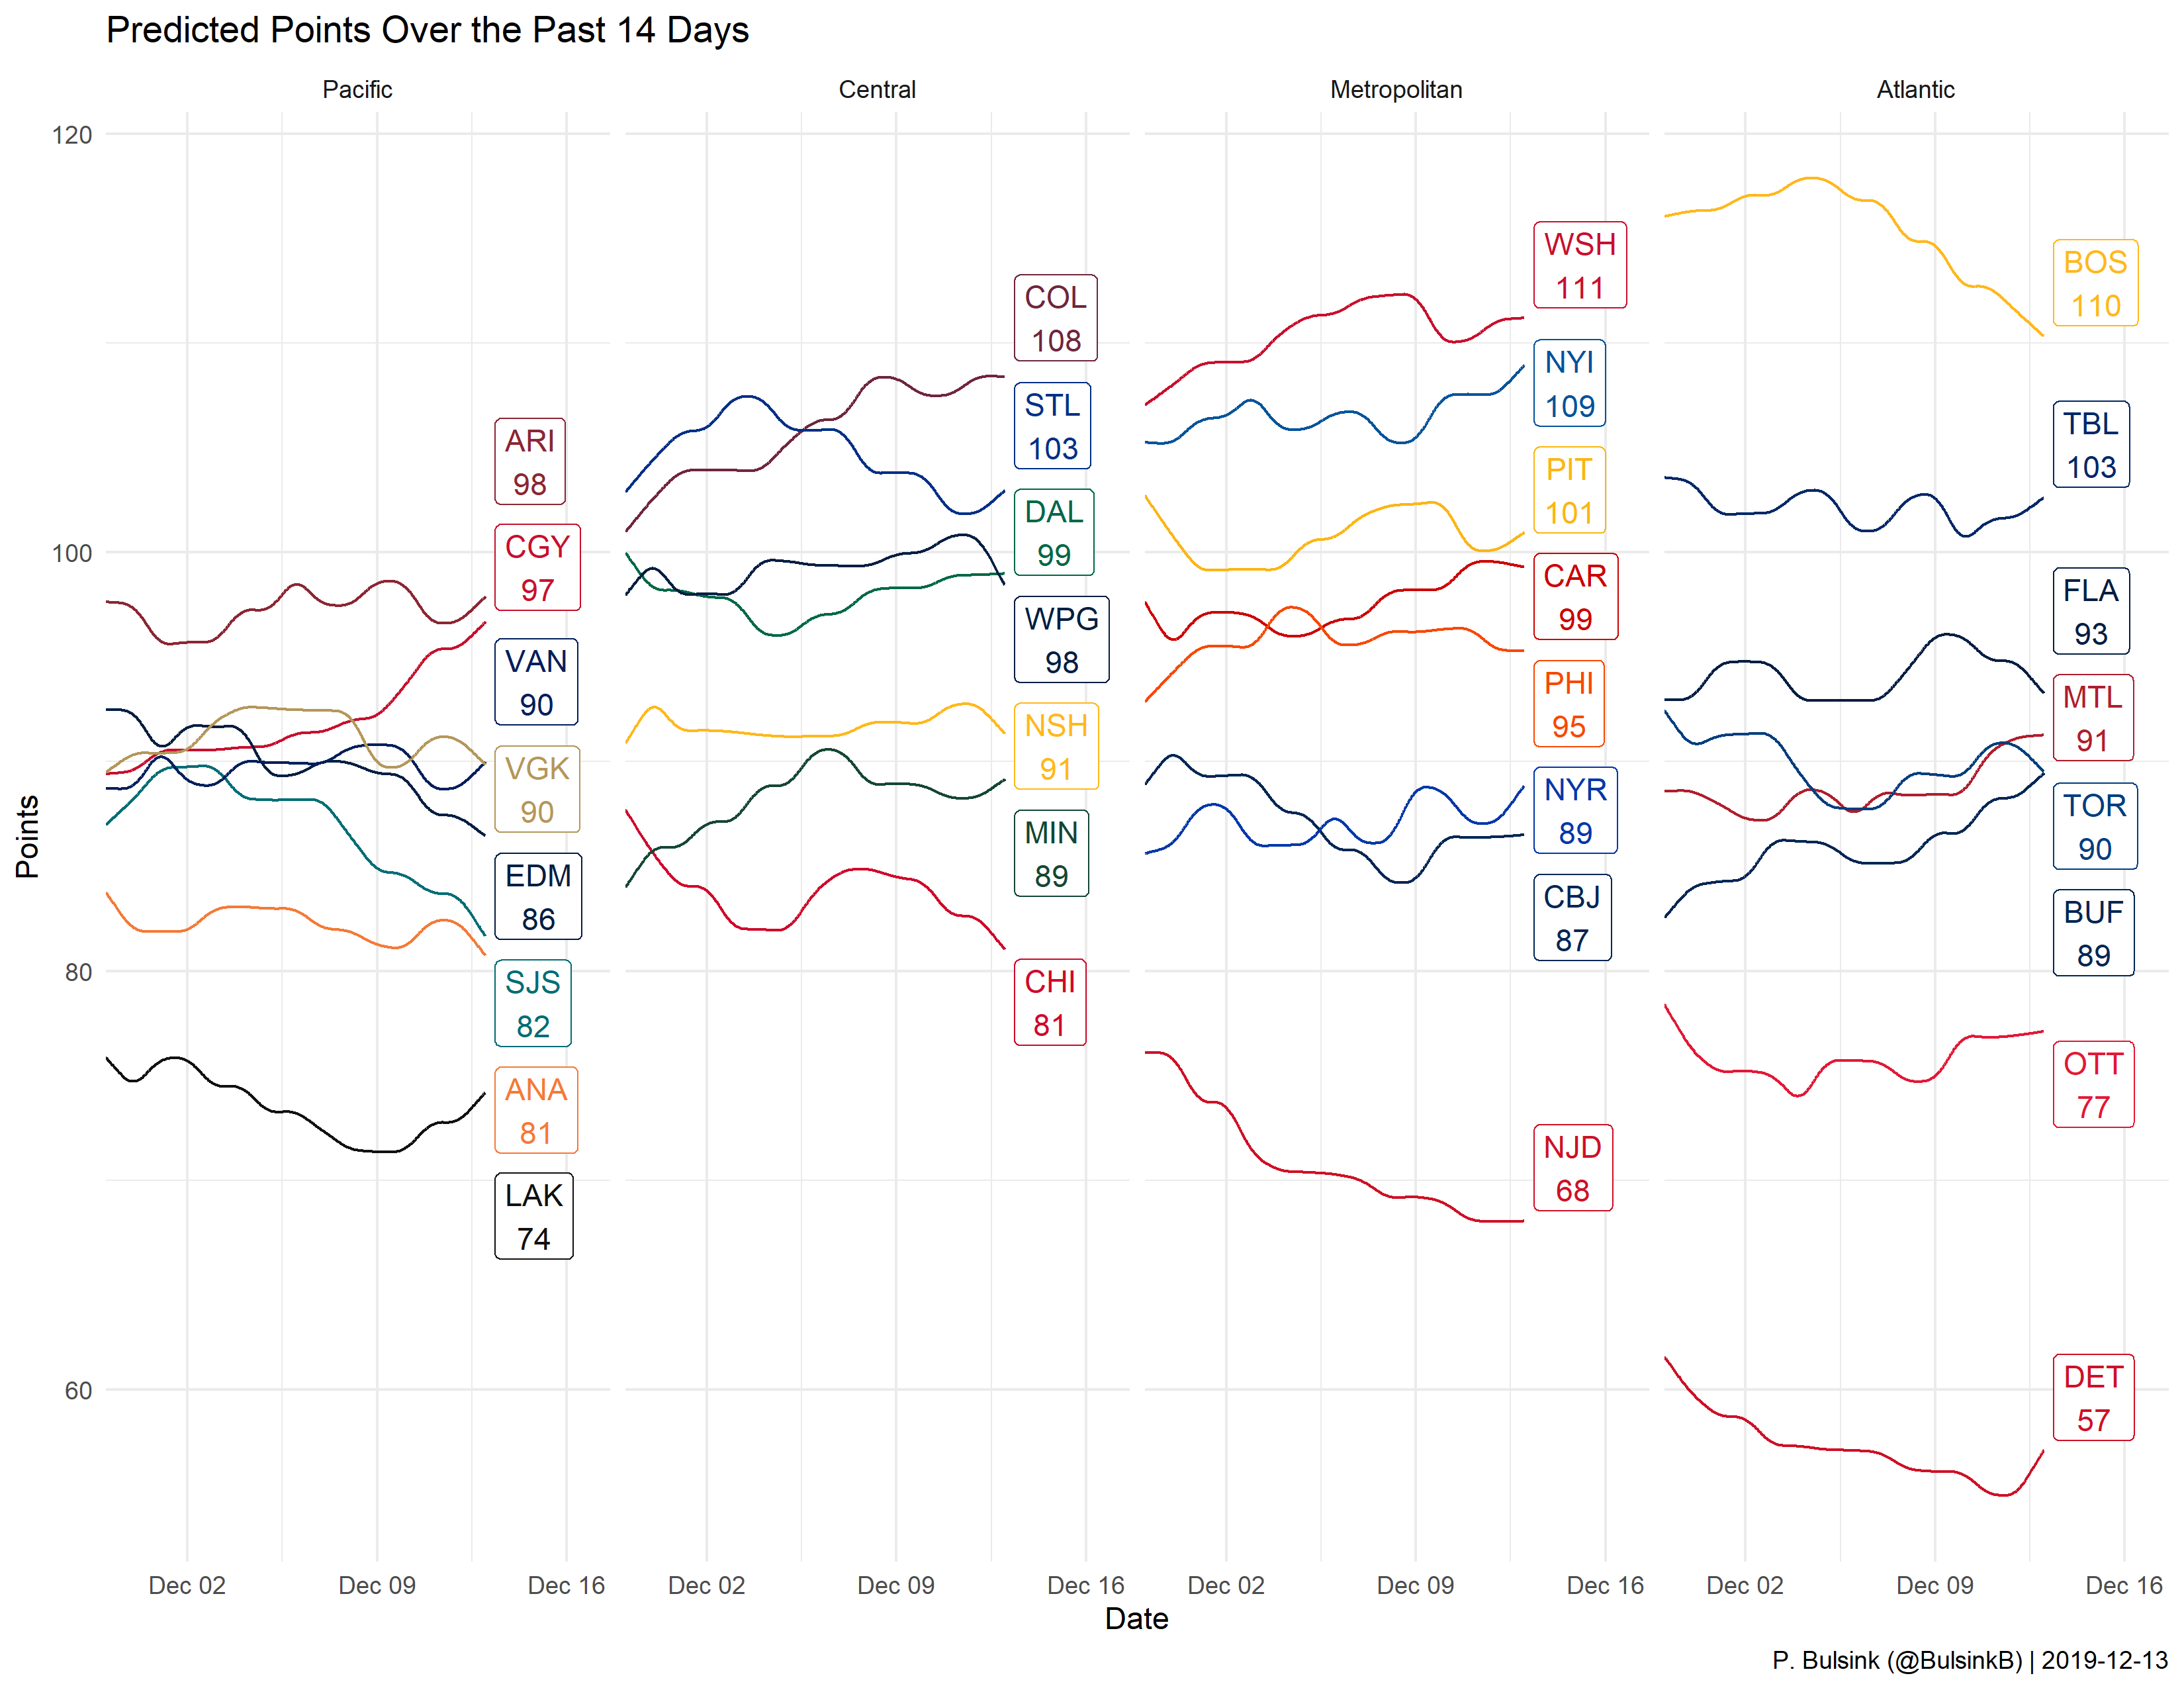 Predicted Points Over the Past 14 Days
Pacific
Central
Metropolitan
Atlantic
Points
120
100
80
60
ARI
98
CGY
97
VAN
90
VGK
90
EDM
86
SJS
82
ANA
81
LAK
74
COL
108
STL
103
DAL
99
WPG
98
NSH
91
MIN
89
CHI
81
WSH
111
NYI
109
PIT
101
CAR
99
PHI
95
NYR
89
CBJ
87
NJD
68
BOS
110
TBL
103
FLA
93
MTL
91
TOR
90
BUF
89
OTT
77
DET
57
Dec 02 Dec 09 Dec 16
Dec 02 Dec 09 Dec 16
Dec 02 Dec 09 Dec 16
Dec 02 Dec 09 Dec 16
Date
P. Bulsink (@BulsinkB) | 2019-12-13